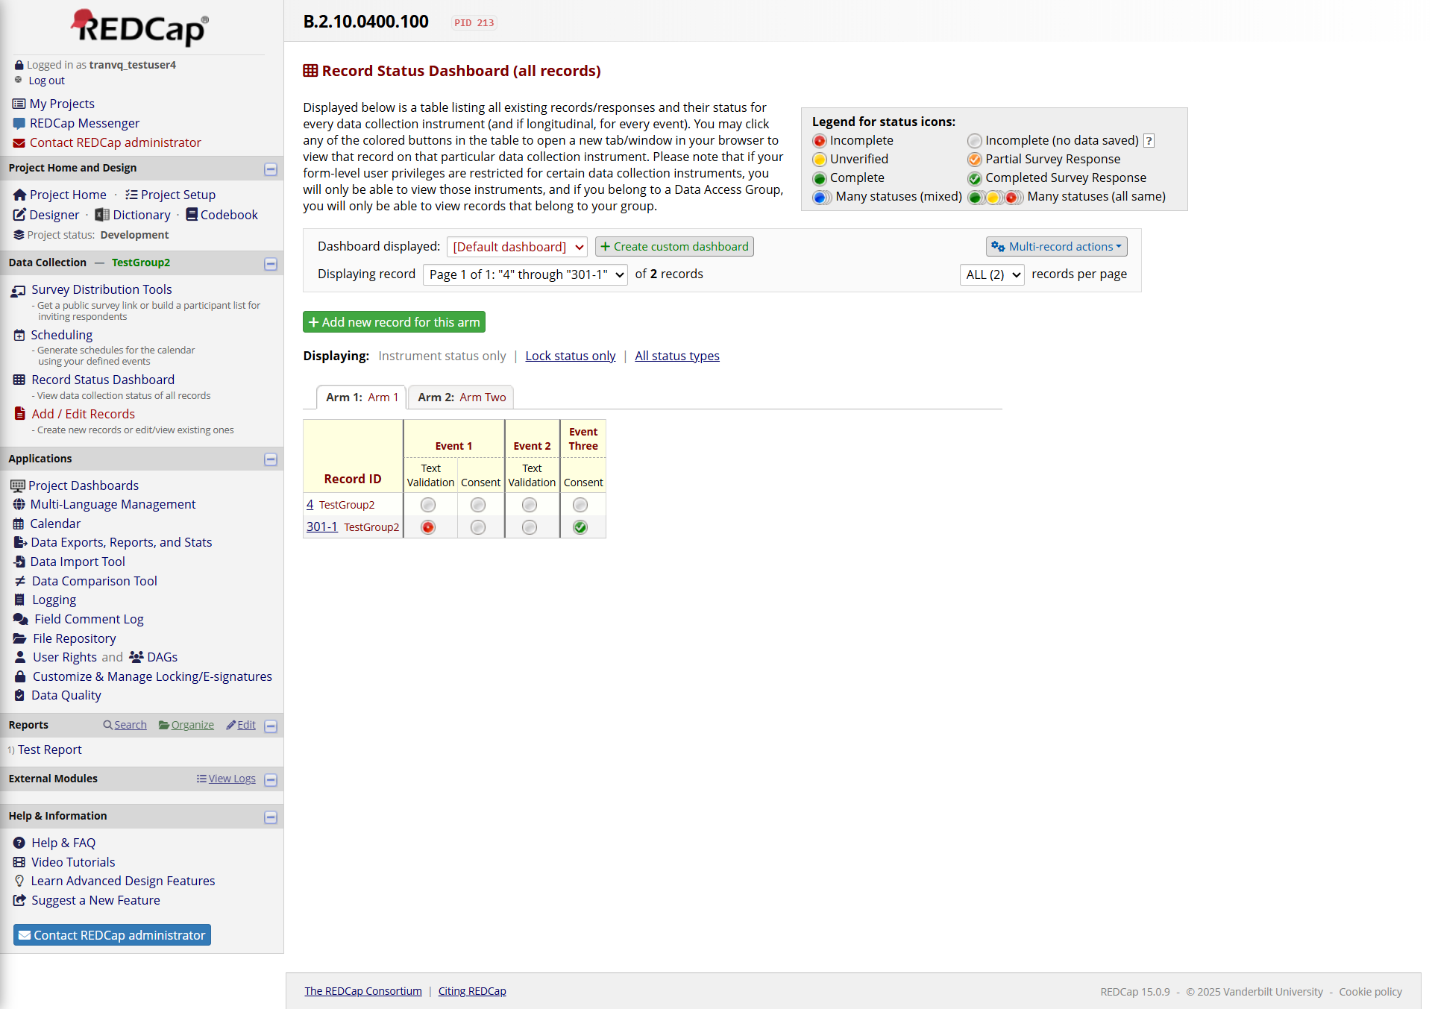 REDCap®
Logged in as tranvq_testuser4
Log out
My Projects
REDCap Messenger
Contact REDCap administrator
Project Home and Design
Project Home · Project Setup
Designer · Dictionary · Codebook
Project status: Development
Data Collection — TestGroup2
Survey Distribution Tools
- Get a public survey link or build a participant list for
inviting respondents
Scheduling
- Generate schedules for the calendar
using your defined events
Record Status Dashboard
- View data collection status of all records
Add / Edit Records
- Create new records or edit/view existing ones
Applications
Project Dashboards
Multi-Language Management
Calendar
Data Exports, Reports, and Stats
Data Import Tool
Data Comparison Tool
Logging
Field Comment Log
File Repository
User Rights and DAGs
Customize & Manage Locking/E-signatures
Data Quality
Reports Search Organize Edit
1) Test Report
External Modules View Logs
Help & Information
Help & FAQ
Video Tutorials
Learn Advanced Design Features
Suggest a New Feature
Contact REDCap administrator
B.2.10.0400.100 PID 213
Record Status Dashboard (all records)
Displayed below is a table listing all existing records/responses and their status for
every data collection instrument (and if longitudinal, for every event). You may click
any of the colored buttons in the table to open a new tab/window in your browser to
view that record on that particular data collection instrument. Please note that if your
form-level user privileges are restricted for certain data collection instruments, you
will only be able to view those instruments, and if you belong to a Data Access Group,
you will only be able to view records that belong to your group.
Legend for status icons:
Incomplete Incomplete (no data saved) ?
Unverified Partial Survey Response
Complete Completed Survey Response
Many statuses (mixed) Many statuses (all same)
Dashboard displayed: [Default dashboard] + Create custom dashboard Multi-record actions
Displaying record Page 1 of 1: "4" through "301-1" of 2 records ALL (2) records per page
+ Add new record for this arm
Displaying: Instrument status only | Lock status only | All status types
Arm 1: Arm 1 Arm 2: Arm Two
Record ID Event 1 Event 2 Event Three
Text Validation Consent Text Validation Consent
4 TestGroup2
301-1 TestGroup2
The REDCap Consortium | Citing REDCap
REDCap 15.0.9 - © 2025 Vanderbilt University - Cookie policy